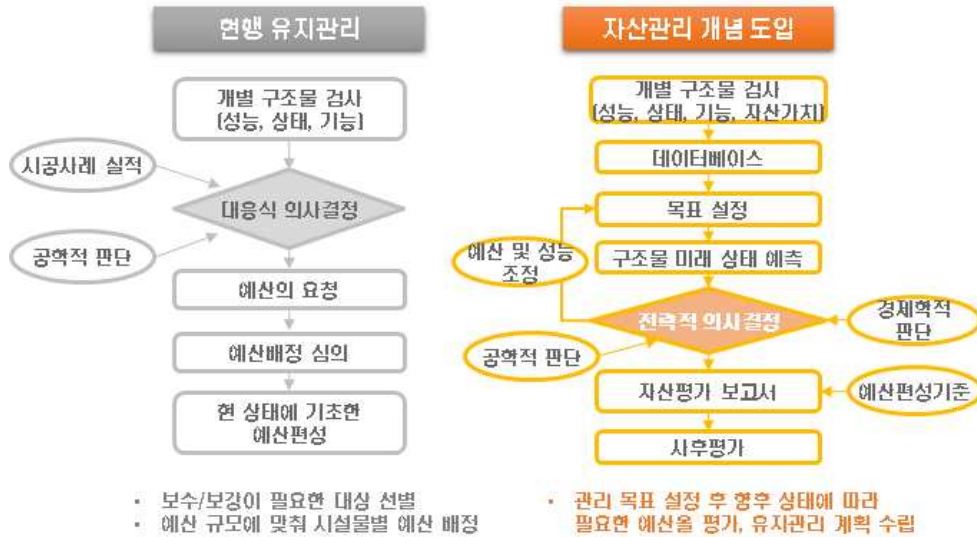 현행 유지관리
개별 구조물 검사
(성능, 상태, 기능)
시공사례 실적
대응식 의사결정
공학적 판단
예산의 요청
예산배정 심의
현 상태에 기초한
예산편성
• 보수/보강이 필요한 대상 선별
• 예산 규모에 맞춰 시설물별 예산 배정
자산관리 개념 도입
개별 구조물 검사
(성능, 상태, 기능, 자산가치)
데이터베이스
목표 설정
예산 및 성능
조정
구조물 미래 상태 예측
전략적 의사결정
경제학적
판단
공학적 판단
자산평가 보고서
예산편성기준
사후평가
• 관리 목표 설정 후 향후 상태에 따라
필요한 예산을 평가, 유지관리 계획 수립